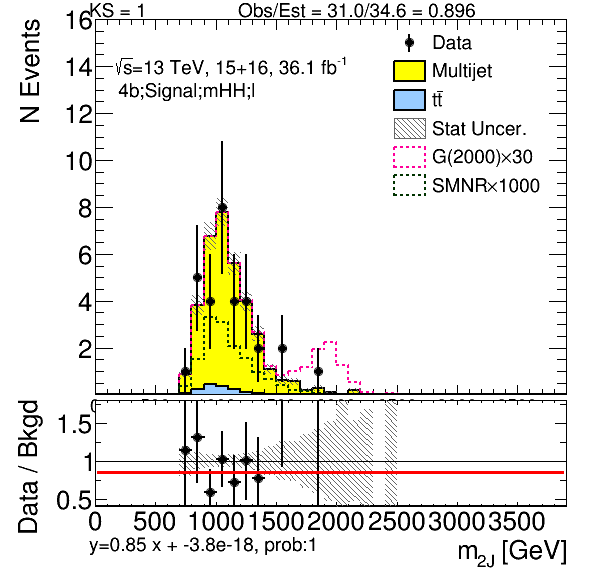 KS = 1 Obs/Est = 31.0/34.6 = 0.896
N Events
16
14
12
10
8
6
4
2
√s=13 TeV, 15+16, 36.1 fb⁻¹
4b;Signal;mHH;l
Data
Multijet
tt̄
Stat Uncer.
G(2000)×30
SMNR×1000
Data / Bkgd
1.5
1
0.5
0 500 1000 1500 2000 2500 3000 3500
y=0.85 x + -3.8e-18, prob:1
m2J [GeV]